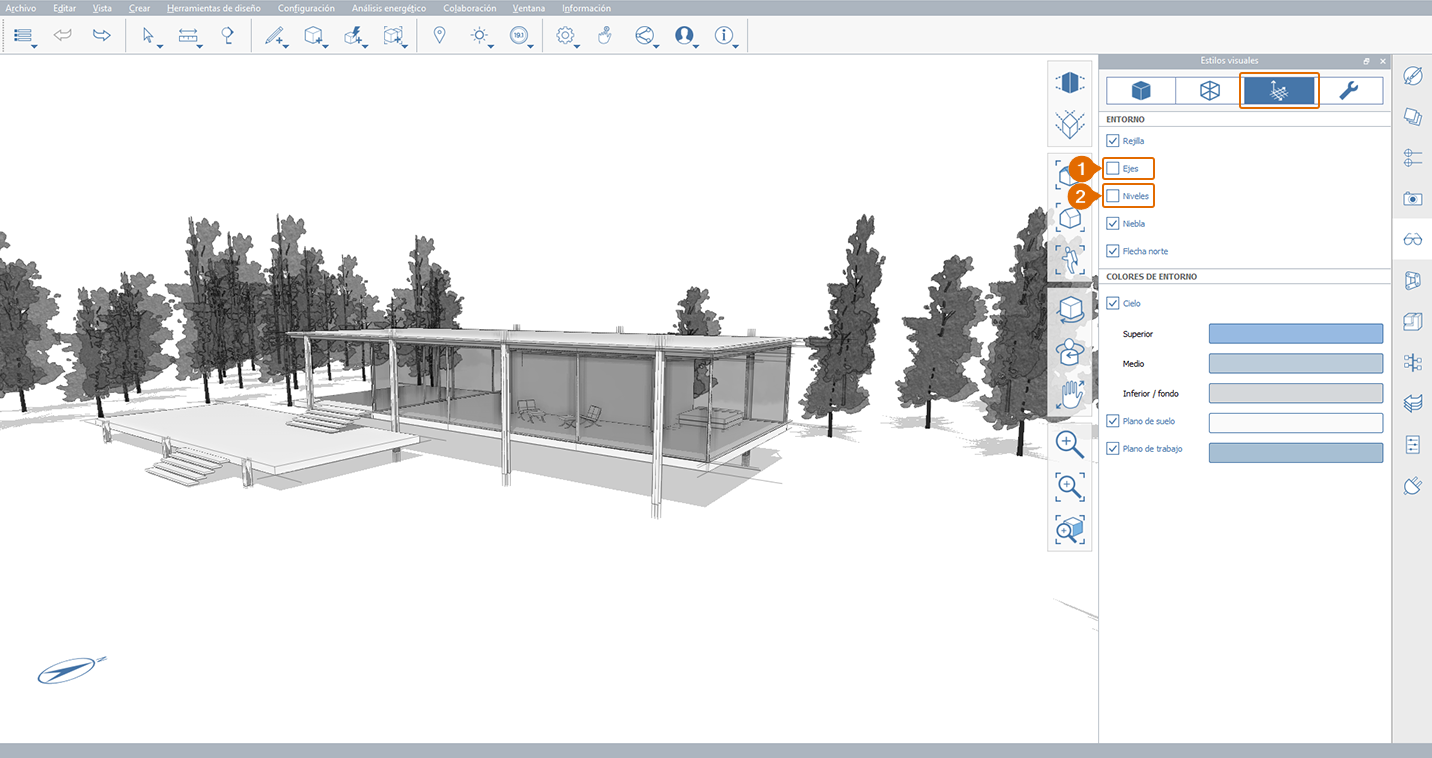 Archivo Editar Vista Crear Herramientas de diseño Configuración Análisis energético Colaboración Ventana Información
19:1
Estilos visuales
ENTORNO
Rejilla
1 Ejes
2 Niveles
Niebla
Flecha norte
COLORES DE ENTORNO
Cielo
Superior
Medio
Inferior / fondo
Plano de suelo
Plano de trabajo